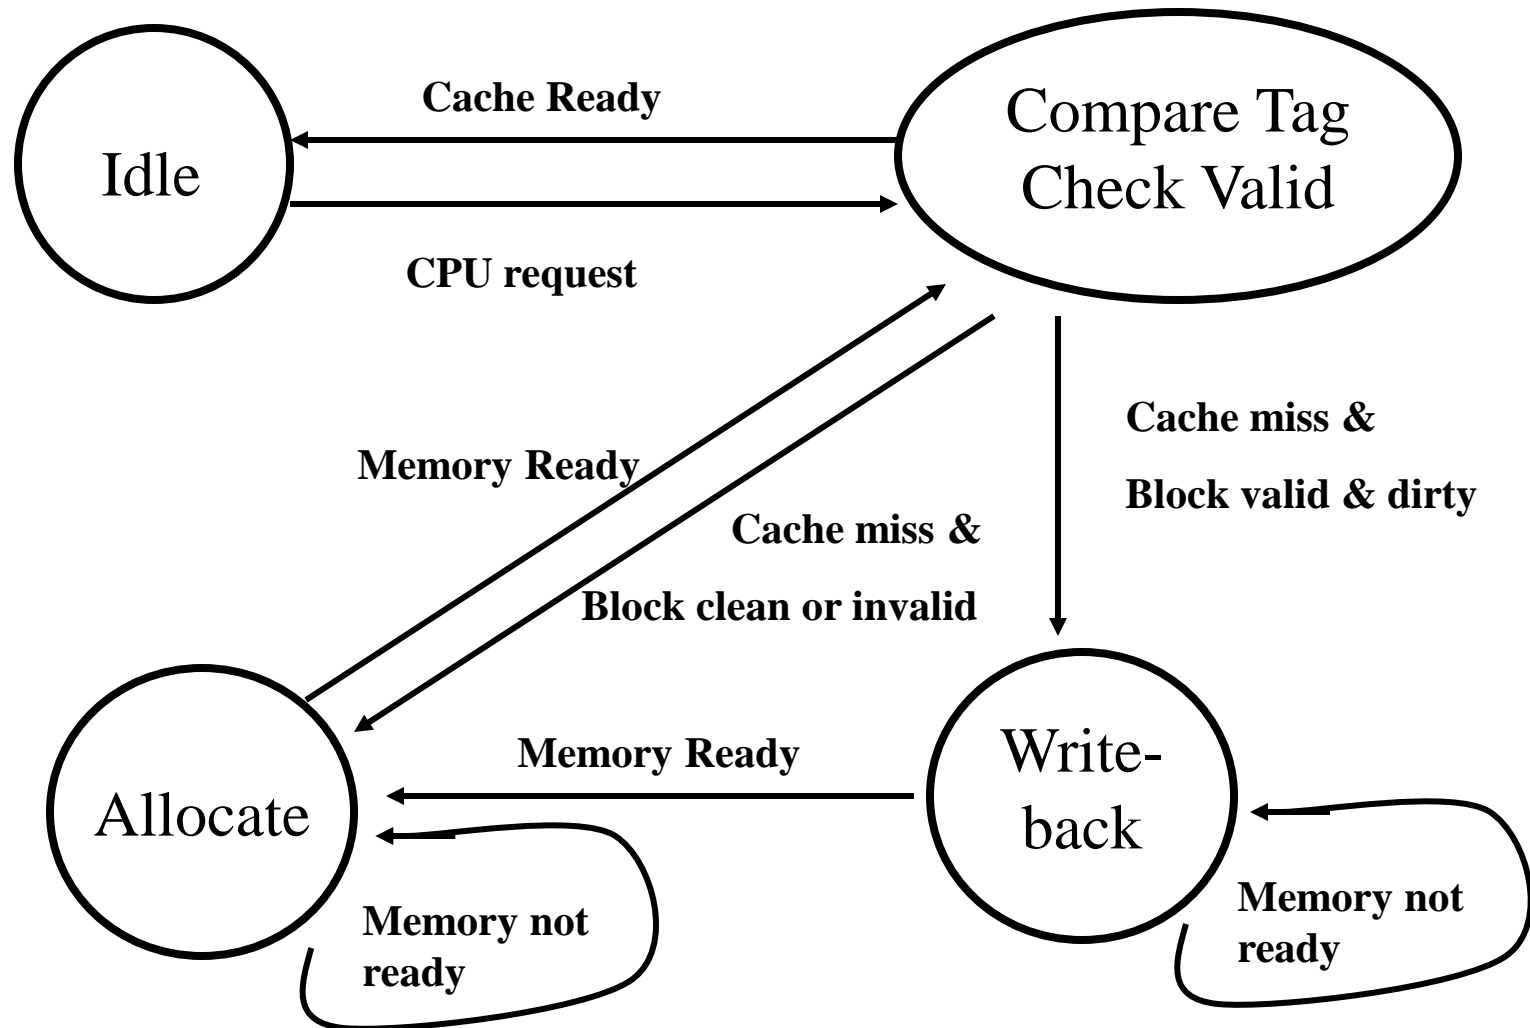 Cache Ready
Compare Tag
Check Valid
Idle
CPU request
Cache miss &
Block valid & dirty
Memory Ready
Cache miss &
Block clean or invalid
Memory Ready
Write-
back
Allocate
Memory not
ready
Memory not
ready